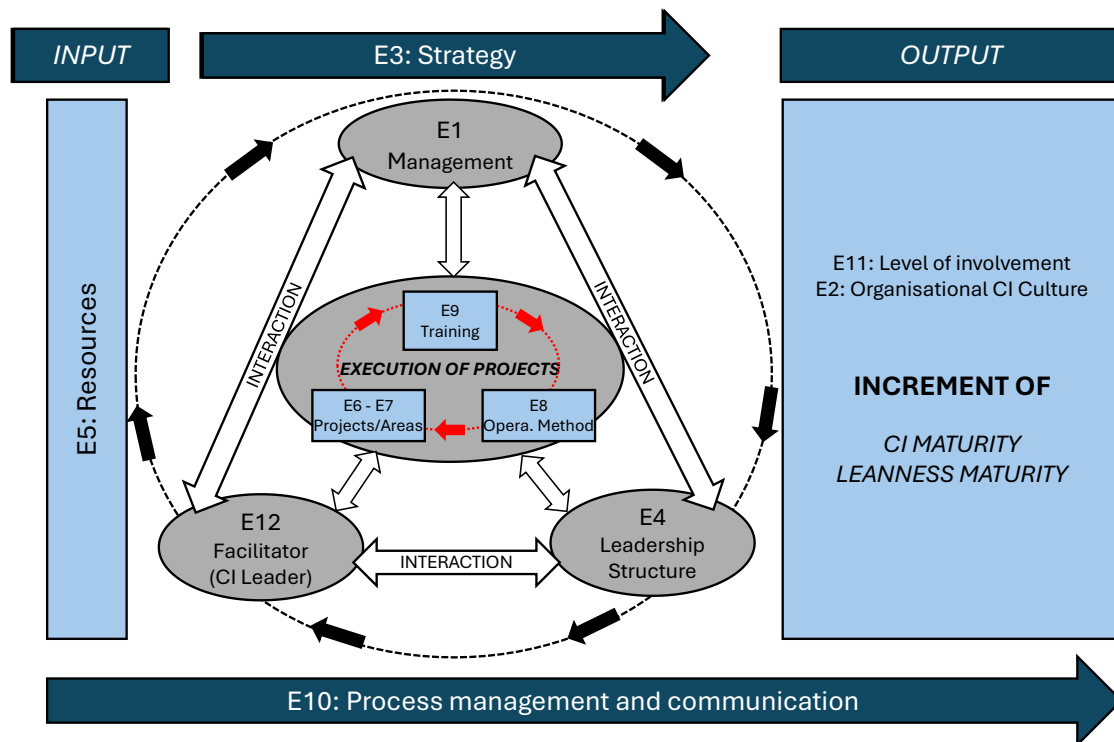 INPUT
E3: Strategy
OUTPUT
E5: Resources
E1
Management
INTERACTION
INTERACTION
E9
Training
EXECUTION OF PROJECTS
E6 - E7
Projects/Areas
E8
Opera. Method
E12
Facilitator
(CI Leader)
INTERACTION
E4
Leadership
Structure
E11: Level of involvement
E2: Organisational CI Culture
INCREMENT OF
CI MATURITY
LEANNESS MATURITY
E10: Process management and communication